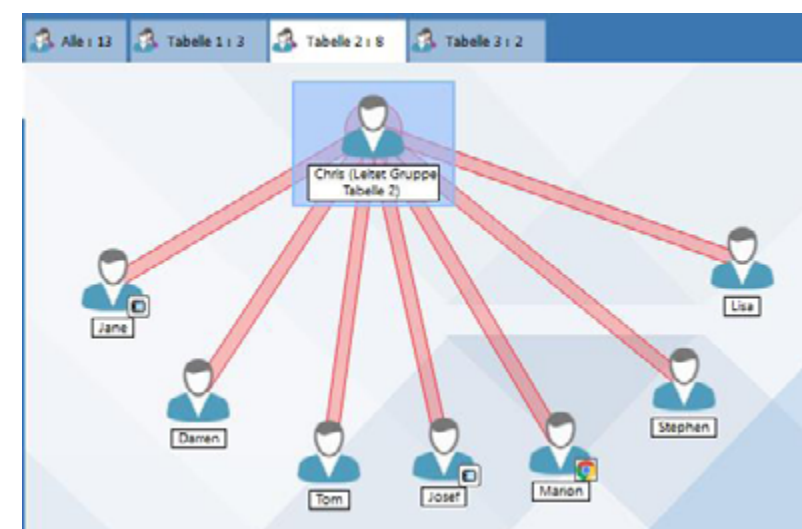 Alle : 13
Tabelle 1 : 3
Tabelle 2 : 8
Tabelle 3 : 2
Chris (Leitet Gruppe
Tabelle 2)
Lisa
Jane
Stephen
Darren
Tom
Josef
Marion